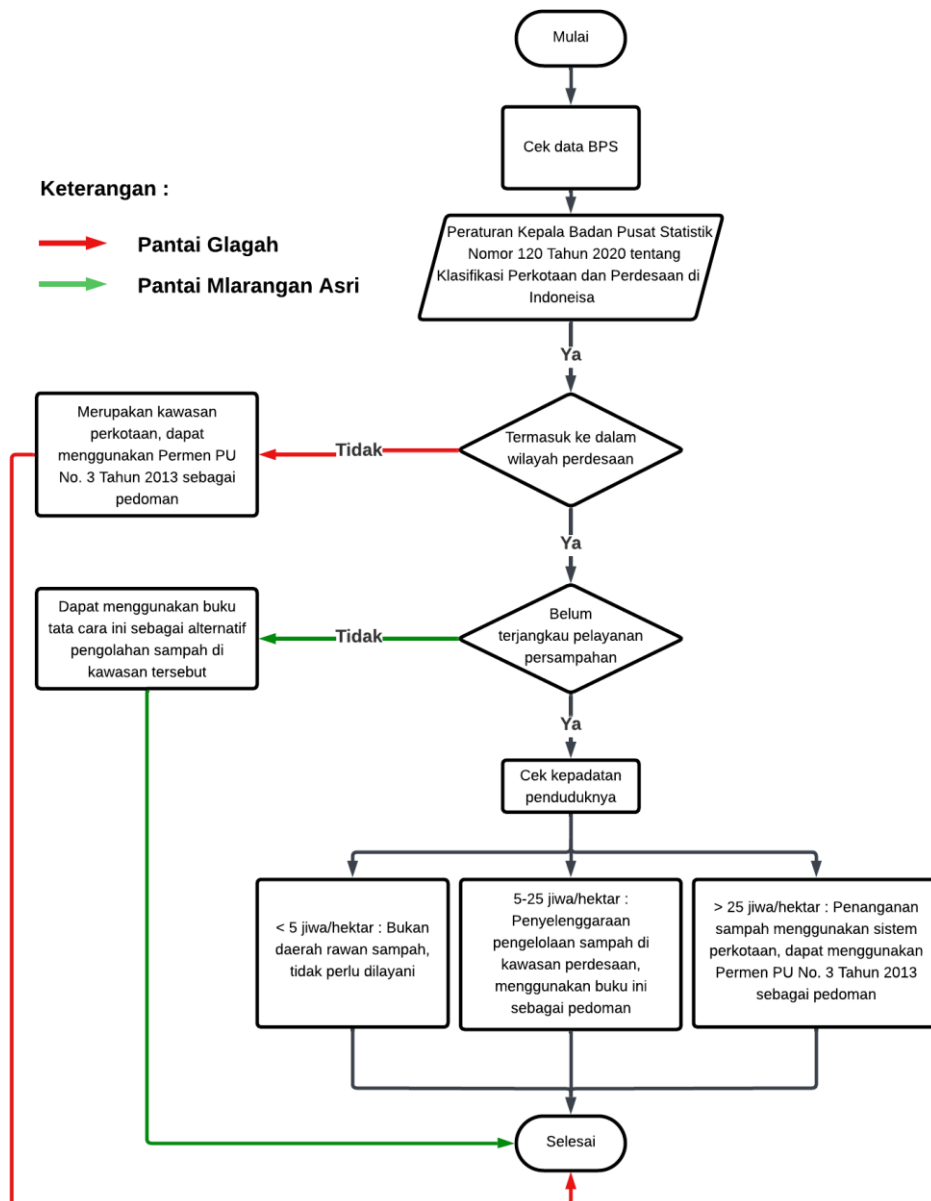 Mulai
Cek data BPS
Keterangan :
Pantai Glagah
Pantai Mlarangan Asri
Peraturan Kepala Badan Pusat Statistik
Nomor 120 Tahun 2020 tentang
Klasifikasi Perkotaan dan Perdesaan di
Indoneisa
Ya
Merupakan kawasan
perkotaan, dapat
menggunakan Permen PU
No. 3 Tahun 2013 sebagai
pedoman
Tidak
Termasuk ke dalam
wilayah perdesaan
Ya
Dapat menggunakan buku
tata cara ini sebagai alternatif
pengolahan sampah di
kawasan tersebut
Tidak
Belum
terjangkau pelayanan
persampahan
Ya
Cek kepadatan
penduduknya
< 5 jiwa/hektar : Bukan
daerah rawan sampah,
tidak perlu dilayani
5-25 jiwa/hektar :
Penyelenggaraan
pengelolaan sampah di
kawasan perdesaan,
menggunakan buku ini
sebagai pedoman
> 25 jiwa/hektar : Penanganan
sampah menggunakan sistem
perkotaan, dapat menggunakan
Permen PU No. 3 Tahun 2013
sebagai pedoman
Selesai